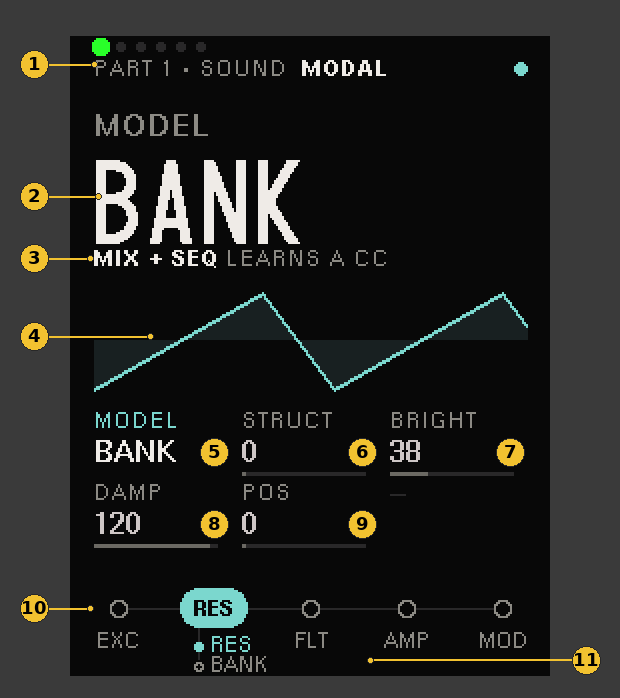 1 PART 1 · SOUND MODAL
MODEL
2 BANK
3 MIX + SEQ LEARNS A CC
4
MODEL STRUCT BRIGHT
BANK 5 0 6 38 7
DAMP POS —
120 8 0 9
10 RES
EXC RES FLT AMP MOD
BANK 11